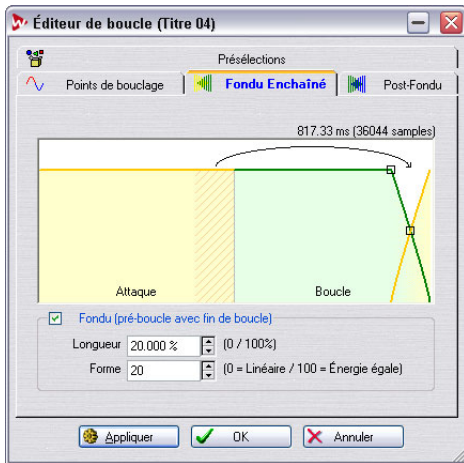 Éditeur de boucle (Titre 04)
Présélections
Points de bouclage
Fondu Enchaîné
Post-Fondu
817.33 ms (36044 samples)
Attaque
Boucle
Fondu (pré-boucle avec fin de boucle)
Longueur 20.000 % (0 / 100%)
Forme 20 (0 = Linéaire / 100 = Énergie égale)
Appliquer OK Annuler